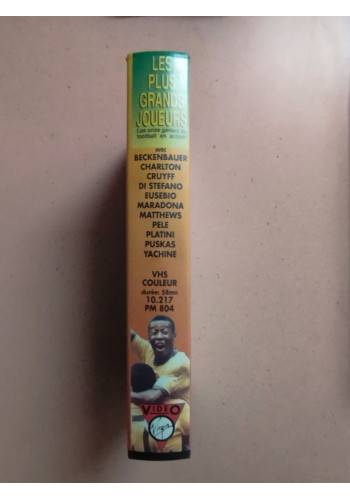 LES
PLUS
GRANDS
JOUEURS
Les onze génies du
football en action
avec
BECKENBAUER
CHARLTON
CRUYFF
DI STEFANO
EUSEBIO
MARADONA
MATTHEWS
PELE
PLATINI
PUSKAS
YACHINE
VHS
COULEUR
durée: 58mn
10.217
PM 804
VIDEO
Virgin